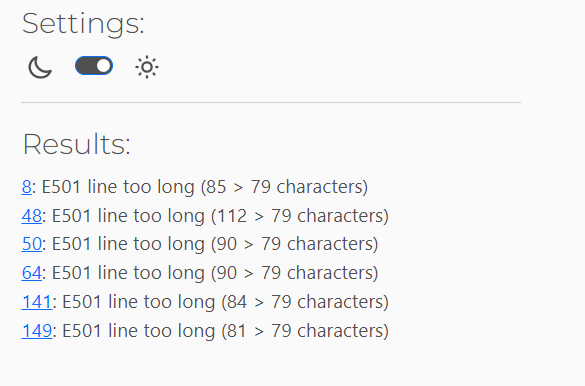 Settings:
Results:
8: E501 line too long (85 > 79 characters)
48: E501 line too long (112 > 79 characters)
50: E501 line too long (90 > 79 characters)
64: E501 line too long (90 > 79 characters)
141: E501 line too long (84 > 79 characters)
149: E501 line too long (81 > 79 characters)